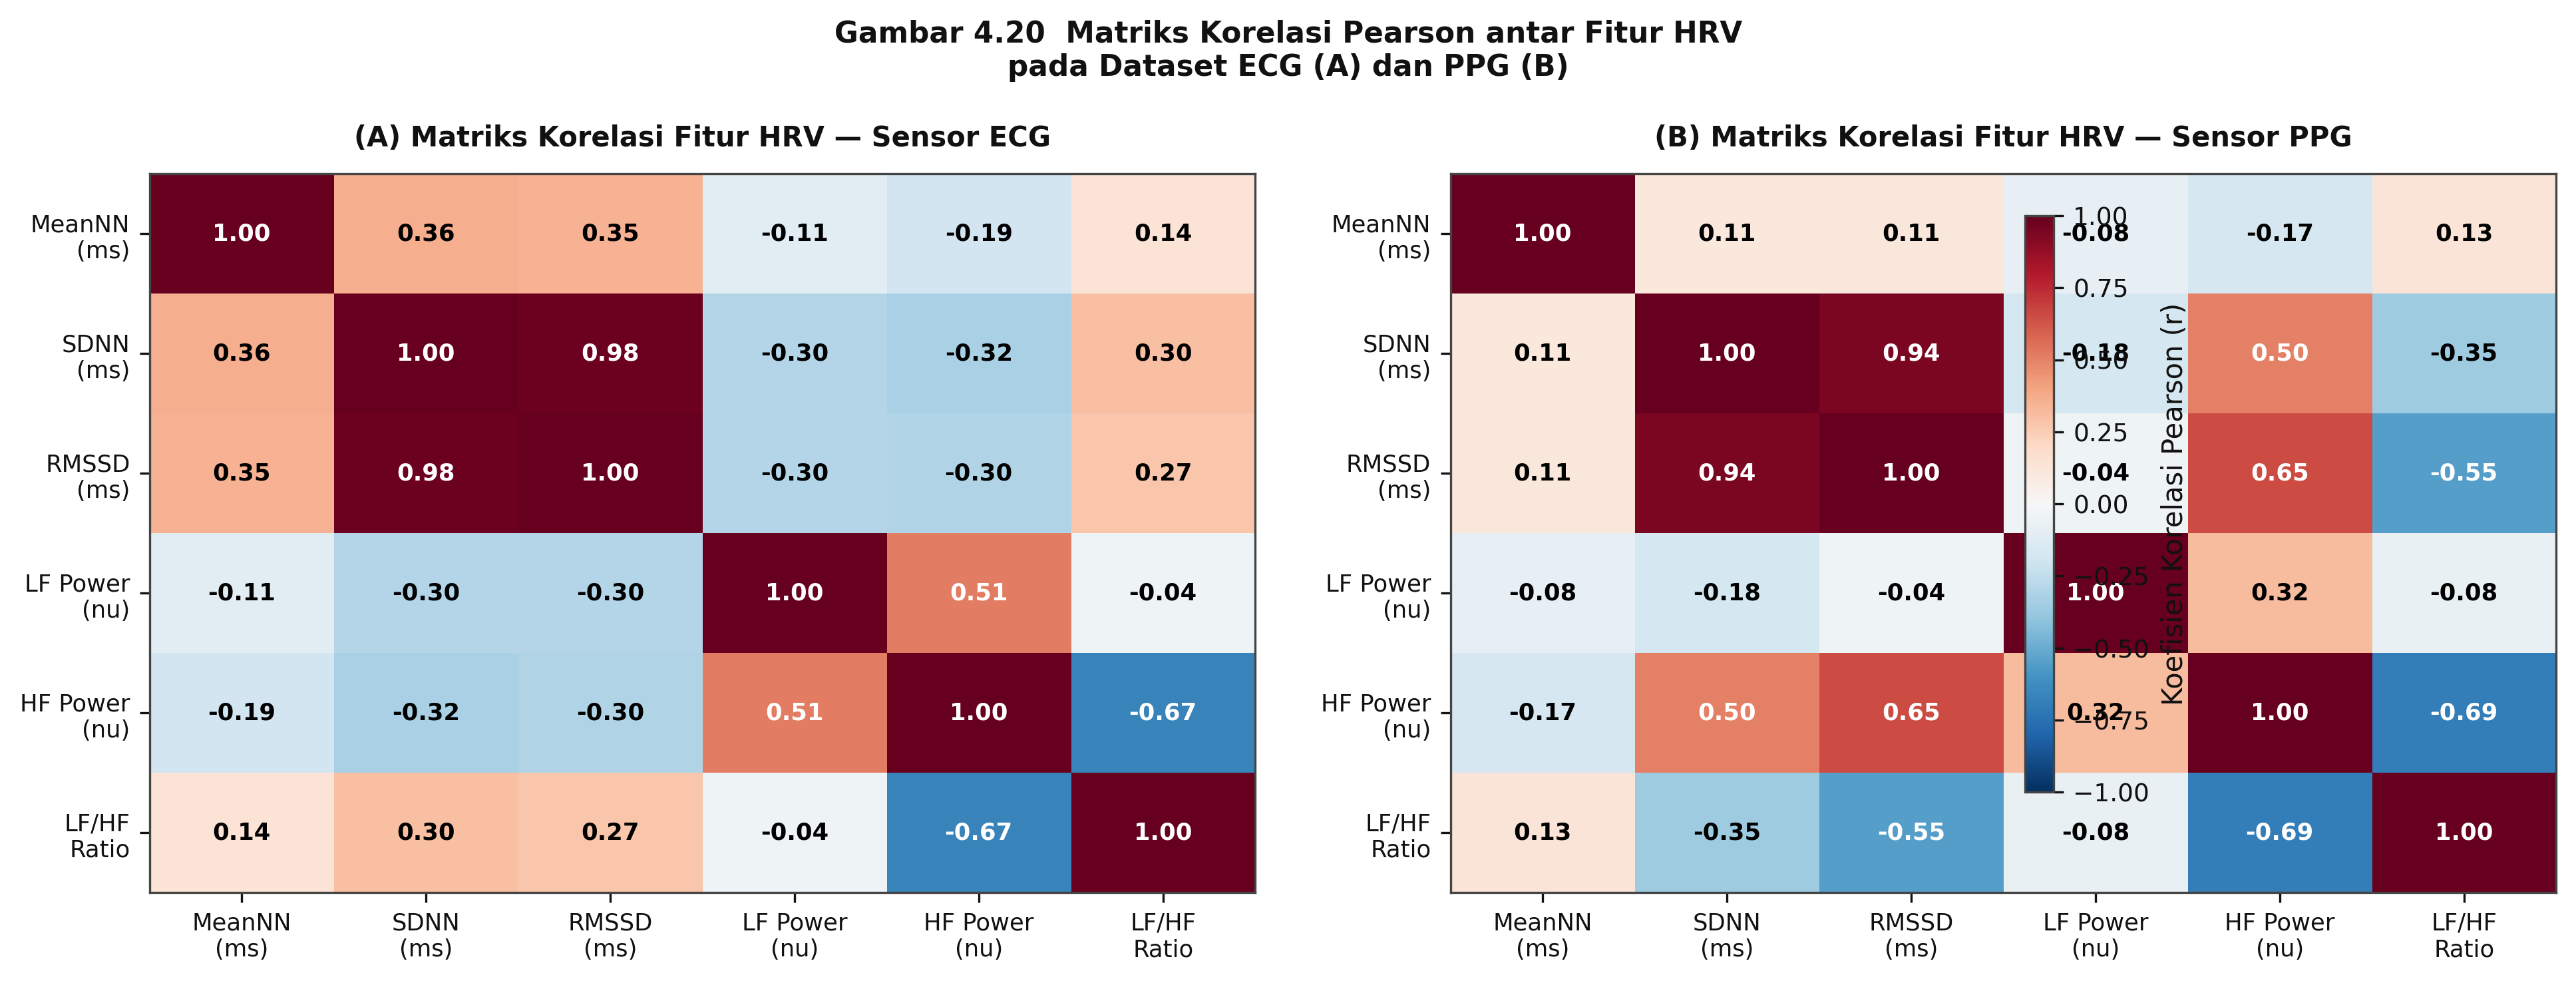 Gambar 4.20  Matriks Korelasi Pearson antar Fitur HRV
pada Dataset ECG (A) dan PPG (B)
(A) Matriks Korelasi Fitur HRV — Sensor ECG
MeanNN
(ms)
1.00 0.36 0.35 -0.11 -0.19 0.14
SDNN
(ms)
0.36 1.00 0.98 -0.30 -0.32 0.30
RMSSD
(ms)
0.35 0.98 1.00 -0.30 -0.30 0.27
LF Power
(nu)
-0.11 -0.30 -0.30 1.00 0.51 -0.04
HF Power
(nu)
-0.19 -0.32 -0.30 0.51 1.00 -0.67
LF/HF
Ratio
0.14 0.30 0.27 -0.04 -0.67 1.00
MeanNN SDNN RMSSD LF Power HF Power LF/HF
(ms) (ms) (ms) (nu) (nu) Ratio
(B) Matriks Korelasi Fitur HRV — Sensor PPG
MeanNN
(ms)
1.00 0.11 0.11 -0.08 -0.17 0.13
SDNN
(ms)
0.11 1.00 0.94 -0.18 0.50 -0.35
RMSSD
(ms)
0.11 0.94 1.00 -0.04 0.65 -0.55
LF Power
(nu)
-0.08 -0.18 -0.04 1.00 0.32 -0.08
HF Power
(nu)
-0.17 0.50 0.65 0.32 1.00 -0.69
LF/HF
Ratio
0.13 -0.35 -0.55 -0.08 -0.69 1.00
MeanNN SDNN RMSSD LF Power HF Power LF/HF
(ms) (ms) (ms) (nu) (nu) Ratio
1.00
0.75
0.50
0.25
0.00
−0.25
−0.50
−0.75
−1.00
Koefisien Korelasi Pearson (r)